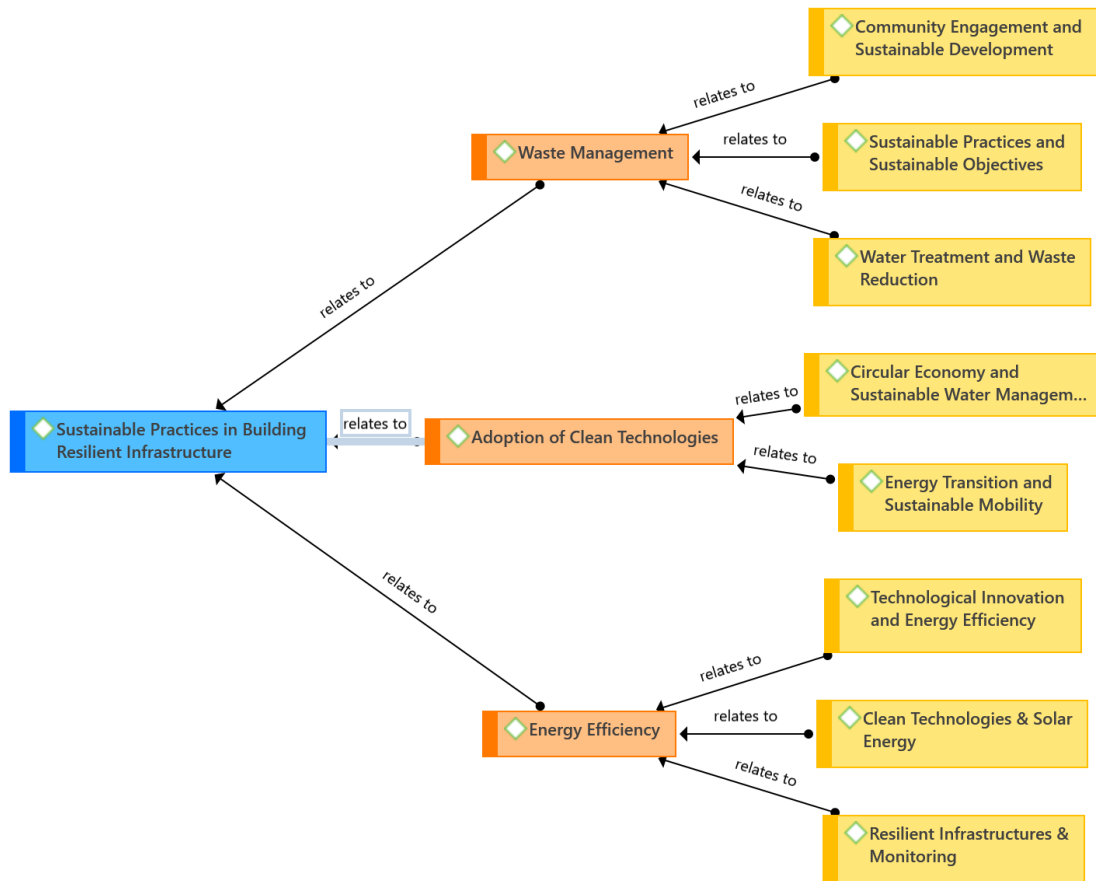 Community Engagement and
Sustainable Development
relates to
Waste Management
relates to
Sustainable Practices and
Sustainable Objectives
relates to
Water Treatment and Waste
Reduction
relates to
Circular Economy and
Sustainable Water Managem...
relates to
Sustainable Practices in Building
Resilient Infrastructure
relates to
Adoption of Clean Technologies
relates to
Energy Transition and
Sustainable Mobility
relates to
Technological Innovation
and Energy Efficiency
relates to
Energy Efficiency
relates to
Clean Technologies & Solar
Energy
relates to
Resilient Infrastructures &
Monitoring